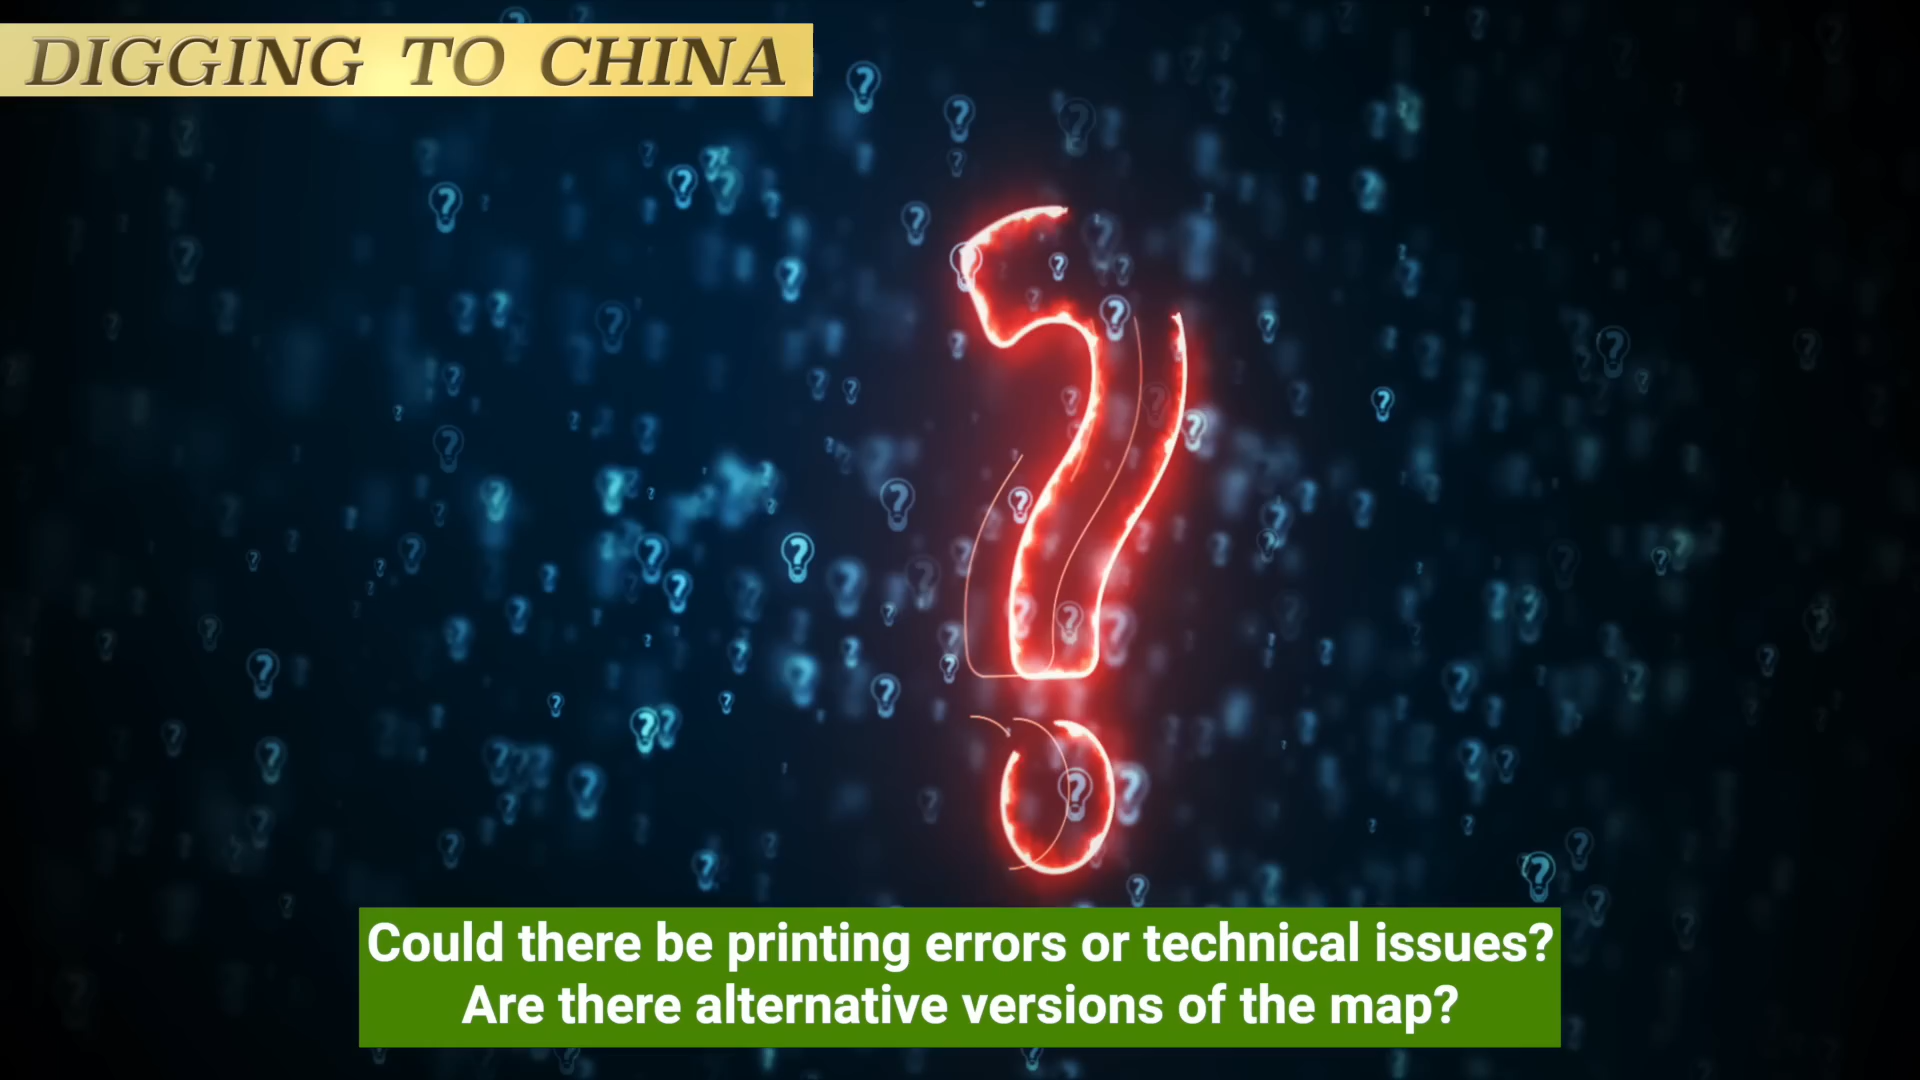 DIGGING TO CHINA
Could there be printing errors or technical issues?
Are there alternative versions of the map?